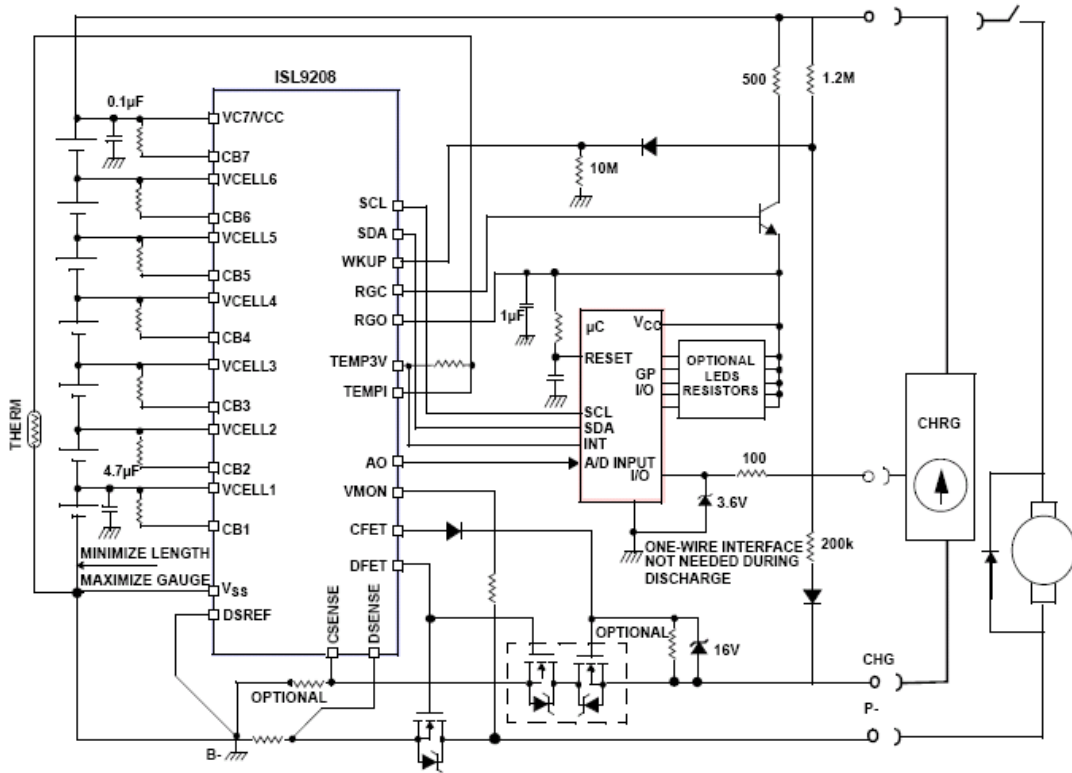 ISL9208
500
1.2M
0.1µF
VC7/VCC
CB7
VCELL6
CB6
VCELL5
CB5
VCELL4
CB4
VCELL3
CB3
VCELL2
CB2
VCELL1
CB1
4.7µF
THERM
MINIMIZE LENGTH
MAXIMIZE GAUGE
VSS
DSREF
SCL
SDA
WKUP
RGC
RGO
TEMP3V
TEMPI
AO
VMON
CFET
DFET
CSENSE
DSENSE
10M
1µF
µC
VCC
RESET
GP
I/O
SCL
SDA
INT
A/D INPUT
I/O
OPTIONAL
LEDS
RESISTORS
100
3.6V
CHRG
ONE-WIRE INTERFACE
NOT NEEDED DURING
DISCHARGE
200k
OPTIONAL
16V
OPTIONAL
CHG
P-
B-